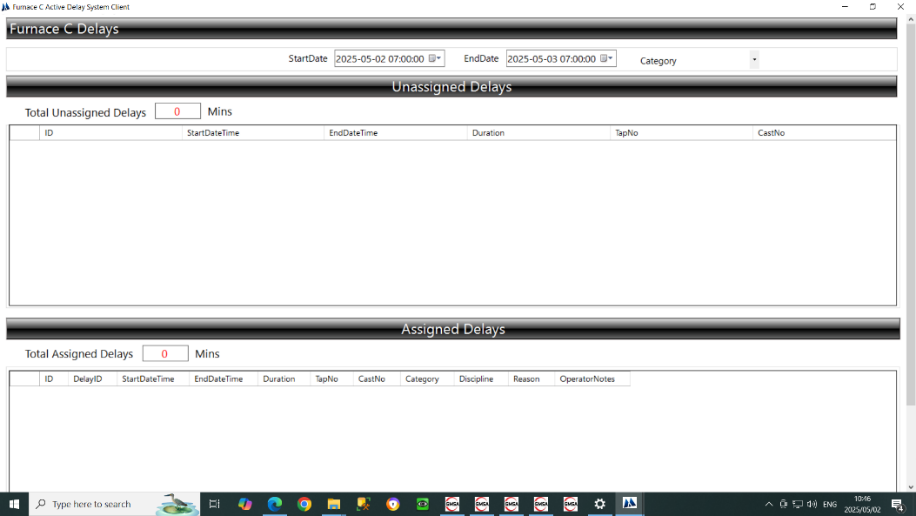 Furnace C Active Delay System Client
Furnace C Delays
StartDate 2025-05-02 07:00:00 EndDate 2025-05-03 07:00:00 Category
Unassigned Delays
Total Unassigned Delays 0 Mins
ID StartDateTime EndDateTime Duration TapNo CastNo
Assigned Delays
Total Assigned Delays 0 Mins
ID DelayID StartDateTime EndDateTime Duration TapNo CastNo Category Discipline Reason OperatorNotes
Type here to search
ENG
10:46
2025/05/02